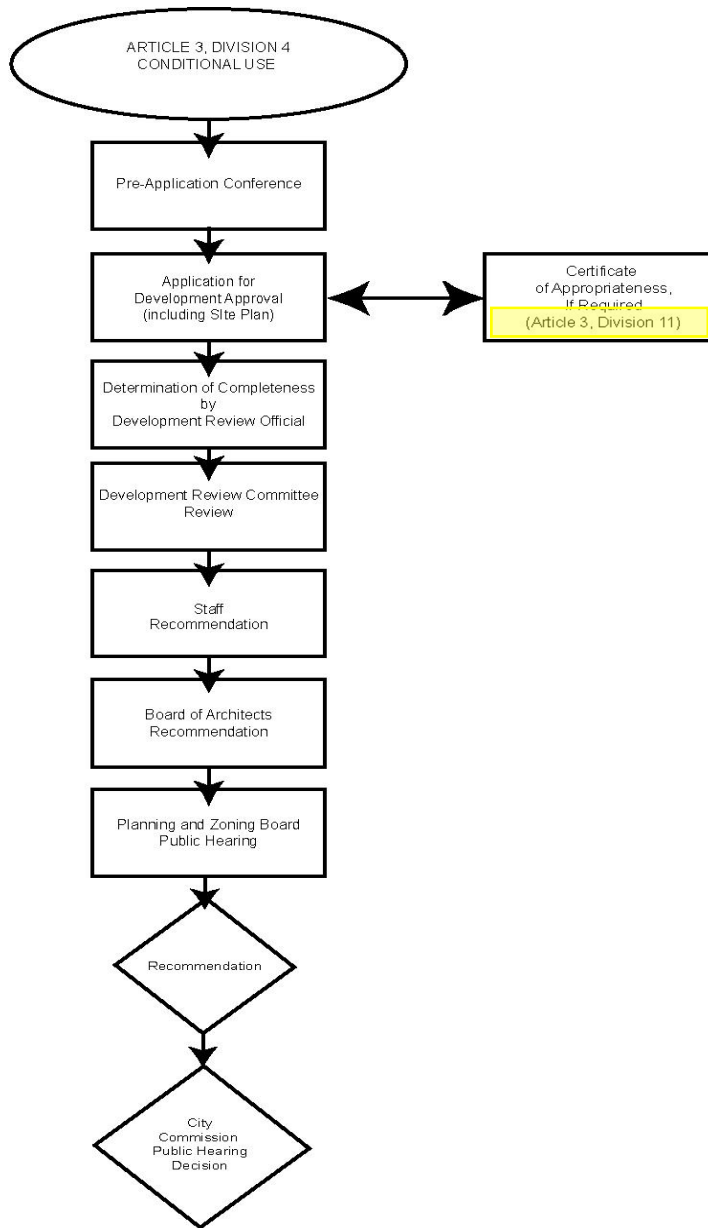 ARTICLE 3, DIVISION 4
CONDITIONAL USE
Pre-Application Conference
Application for
Development Approval
(including SIte Plan)
Certificate
of Appropriateness,
If Required
(Article 3, Division 11)
Determination of Completeness
by
Development Review Official
Development Review Committee
Review
Staff
Recommendation
Board of Architects
Recommendation
Planning and Zoning Board
Public Hearing
Recommendation
City
Commission
Public Hearing
Decision